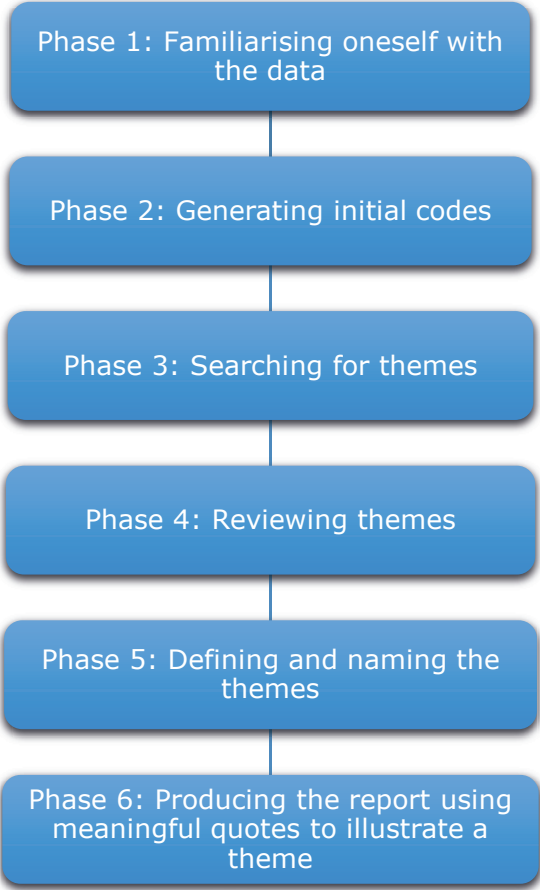 Phase 1: Familiarising oneself with
the data
Phase 2: Generating initial codes
Phase 3: Searching for themes
Phase 4: Reviewing themes
Phase 5: Defining and naming the
themes
Phase 6: Producing the report using
meaningful quotes to illustrate a
theme